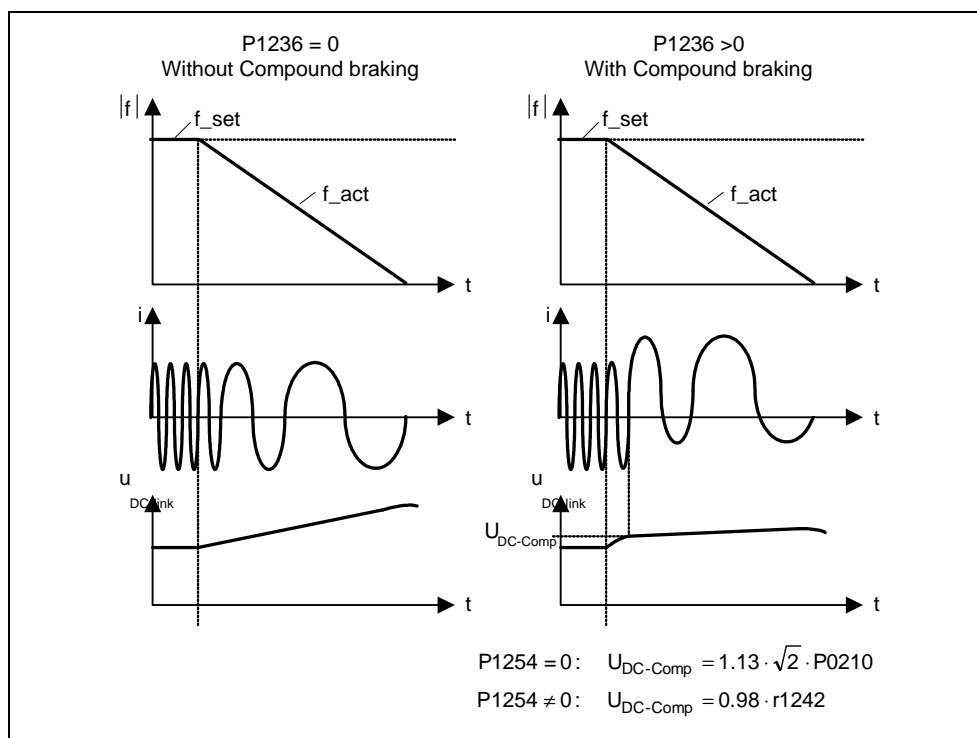 P1236 = 0
Without Compound braking
|f|
f_set
f_act
t
i
t
u
DC-link
t
P1236 >0
With Compound braking
|f|
f_set
f_act
t
i
t
u
DC-link
U_DC-Comp
t
P1254 = 0 : U_DC-Comp = 1.13 · √2 · P0210
P1254 ≠ 0 : U_DC-Comp = 0.98 · r1242